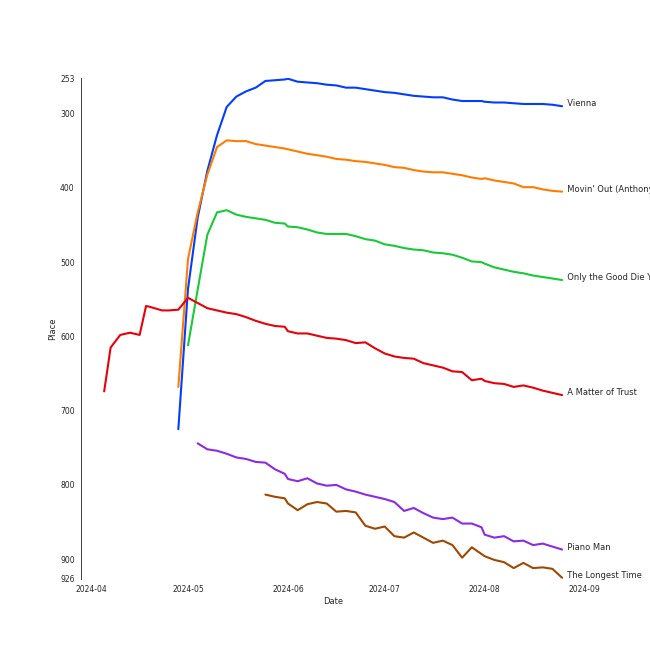 253
300
400
500
600
700
800
900
926
Place
2024-04
2024-05
2024-06
2024-07
2024-08
2024-09
Date
Vienna
Movin' Out (Anthony
Only the Good Die Y
A Matter of Trust
Piano Man
The Longest Time